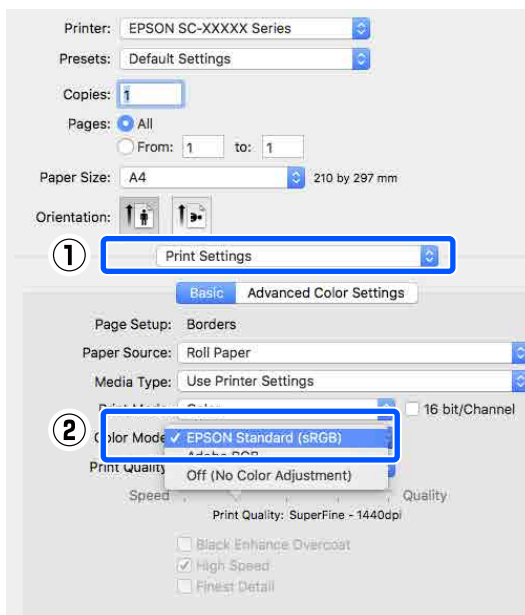 Printer: EPSON SC-XXXXX Series
Presets: Default Settings
Copies: 1
Pages: All
From: 1 to: 1
Paper Size: A4 210 by 297 mm
Orientation:
① Print Settings
Basic Advanced Color Settings
Page Setup: Borders
Paper Source: Roll Paper
Media Type: Use Printer Settings
16 bit/Channel
② Color Mode ✓ EPSON Standard (sRGB)
Adobe RGB
Print Quality Off (No Color Adjustment)
Speed Quality
Print Quality: SuperFine - 1440dpi
Black Enhance Overcoat
High Speed
Finest Detail